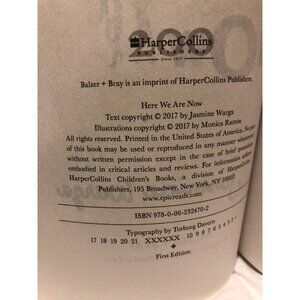 HarperCollins
PUBLISHERS
Since 1817
Balzer + Bray is an imprint of HarperCollins Publishers.
Here We Are Now
Text copyright © 2017 by Jasmine Warga
Illustrations copyright © 2017 by Monica Ramos
All rights reserved. Printed in the United States of America. No part
of this book may be used or reproduced in any manner whatsoever
without written permission except in the case of brief quotations
embodied in critical articles and reviews. For information address
HarperCollins Children's Books, a division of HarperCollins
Publishers, 195 Broadway, New York, NY 10007.
www.epicreads.com
ISBN 978-0-06-232470-2
Typography by Torborg Davern
17 18 19 20 21 XXXXXX 10 9 8 7 6 5 4 3 2
First Edition